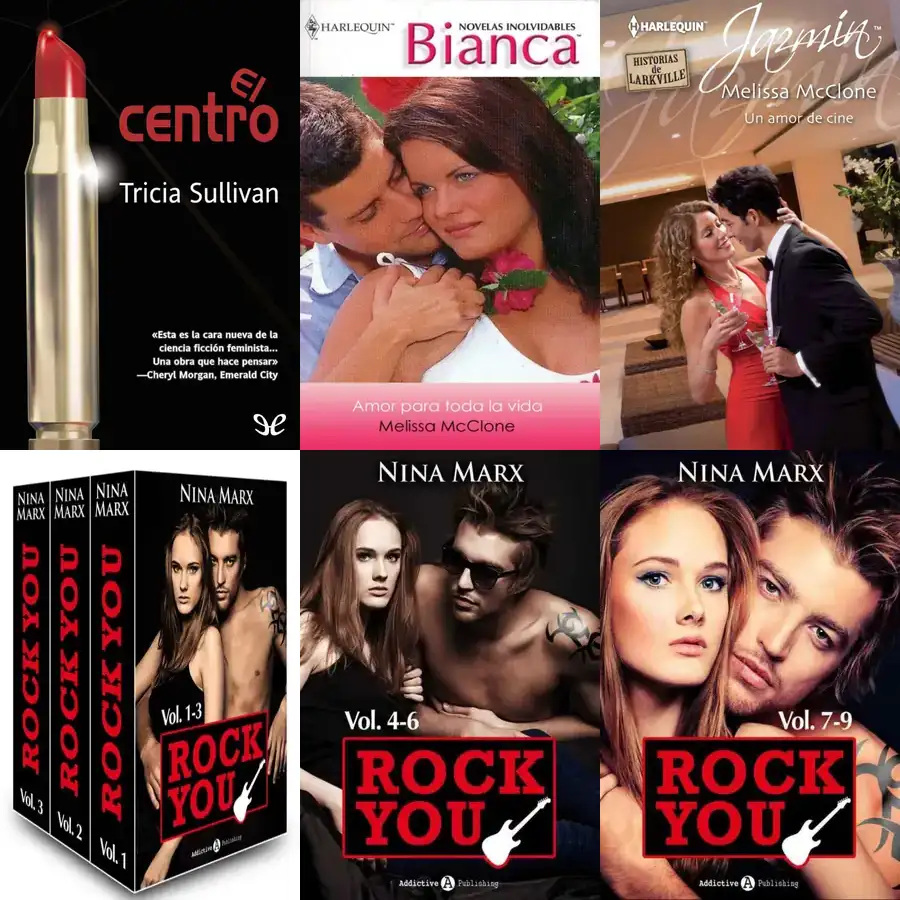 El
centro
Tricia Sullivan
«Esta es la cara nueva de la
ciencia ficción feminista...
Una obra que hace pensar»
—Cheryl Morgan, Emerald City
HARLEQUIN™
NOVELAS INOLVIDABLES
Bianca™
Amor para toda la vida
Melissa McClone
HARLEQUIN™
Jazmín™
HISTORIAS
de
LARKVILLE
Melissa McClone
Un amor de cine
NINA
MARX
ROCK YOU
Vol. 3
NINA
MARX
ROCK YOU
Vol. 2
NINA
MARX
ROCK YOU
Vol. 1
NINA MARX
Vol. 1-3
ROCK
YOU
Addictive A Publishing
NINA MARX
Vol. 4-6
ROCK
YOU
Addictive A Publishing
NINA MARX
Vol. 7-9
ROCK
YOU
Addictive A Publishing